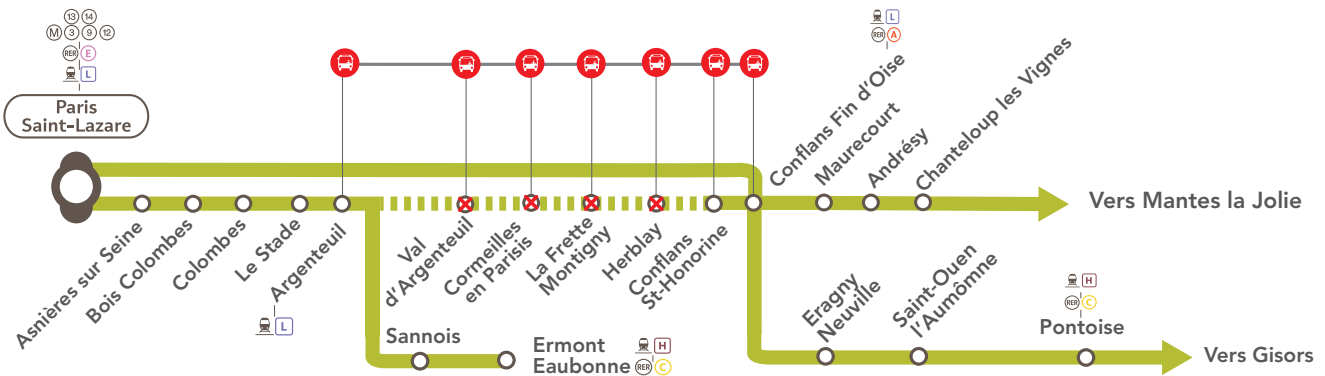 13 14
M 3 9 12
RER E
L
Paris
Saint-Lazare
Asnières sur Seine
Bois Colombes
Colombes
Le Stade
Argenteuil
L
Val
d'Argenteuil
Cormeilles
en Parisis
La Frette
Montigny
Herblay
Conflans
St-Honorine
L
RER A
Conflans Fin d'Oise
Maurecourt
Andrésy
Chanteloup les Vignes
Vers Mantes la Jolie
Sannois
Ermont
Eaubonne
H
RER C
Eragny
Neuville
Saint-Ouen
l'Aumômne
H
RER C
Pontoise
Vers Gisors